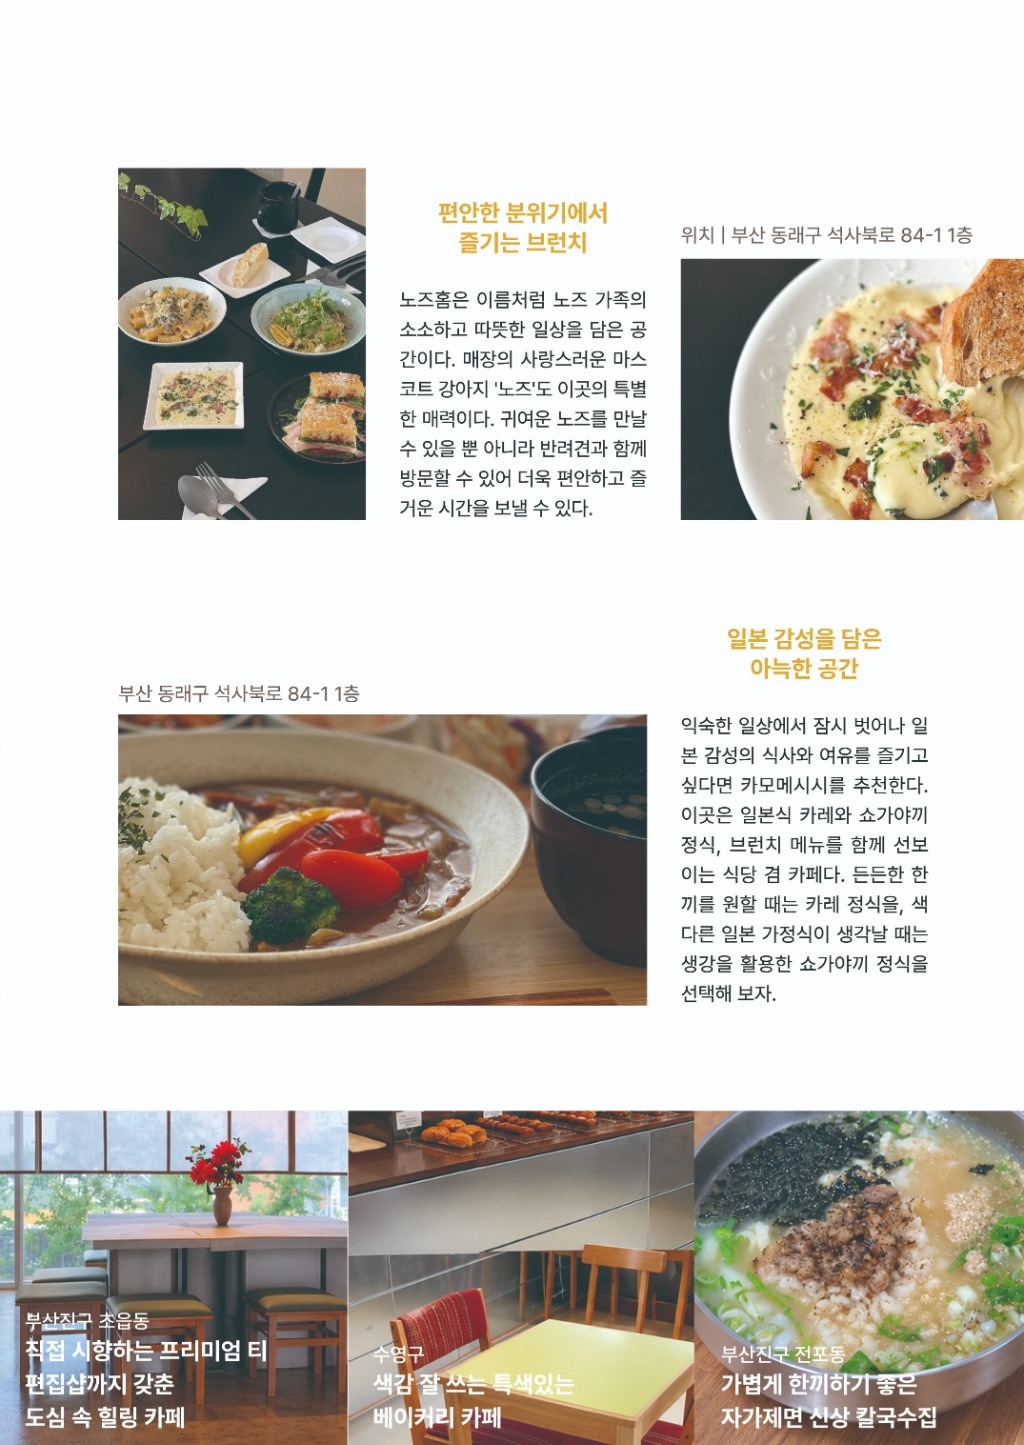 편안한 분위기에서
즐기는 브런치
노즈홈은 이름처럼 노즈 가족의
소소하고 따뜻한 일상을 담은 공
간이다. 매장의 사랑스러운 마스
코트 강아지 '노즈'도 이곳의 특별
한 매력이다. 귀여운 노즈를 만날
수 있을 뿐 아니라 반려견과 함께
방문할 수 있어 더욱 편안하고 즐
거운 시간을 보낼 수 있다.
위치 | 부산 동래구 석사북로 84-1 1층
부산 동래구 석사북로 84-1 1층
일본 감성을 담은
아늑한 공간
익숙한 일상에서 잠시 벗어나 일
본 감성의 식사와 여유를 즐기고
싶다면 카모메시시를 추천한다.
이곳은 일본식 카레와 쇼가야끼
정식, 브런치 메뉴를 함께 선보
이는 식당 겸 카페다. 든든한 한
끼를 원할 때는 카레 정식을, 색
다른 일본 가정식이 생각날 때는
생강을 활용한 쇼가야끼 정식을
선택해 보자.
부산진구 초읍동
직접 시향하는 프리미엄 티
편집샵까지 갖춘
도심 속 힐링 카페
수영구
색감 잘 쓰는 특색있는
베이커리 카페
부산진구 전포동
가볍게 한끼하기 좋은
자가제면 신상 칼국수집